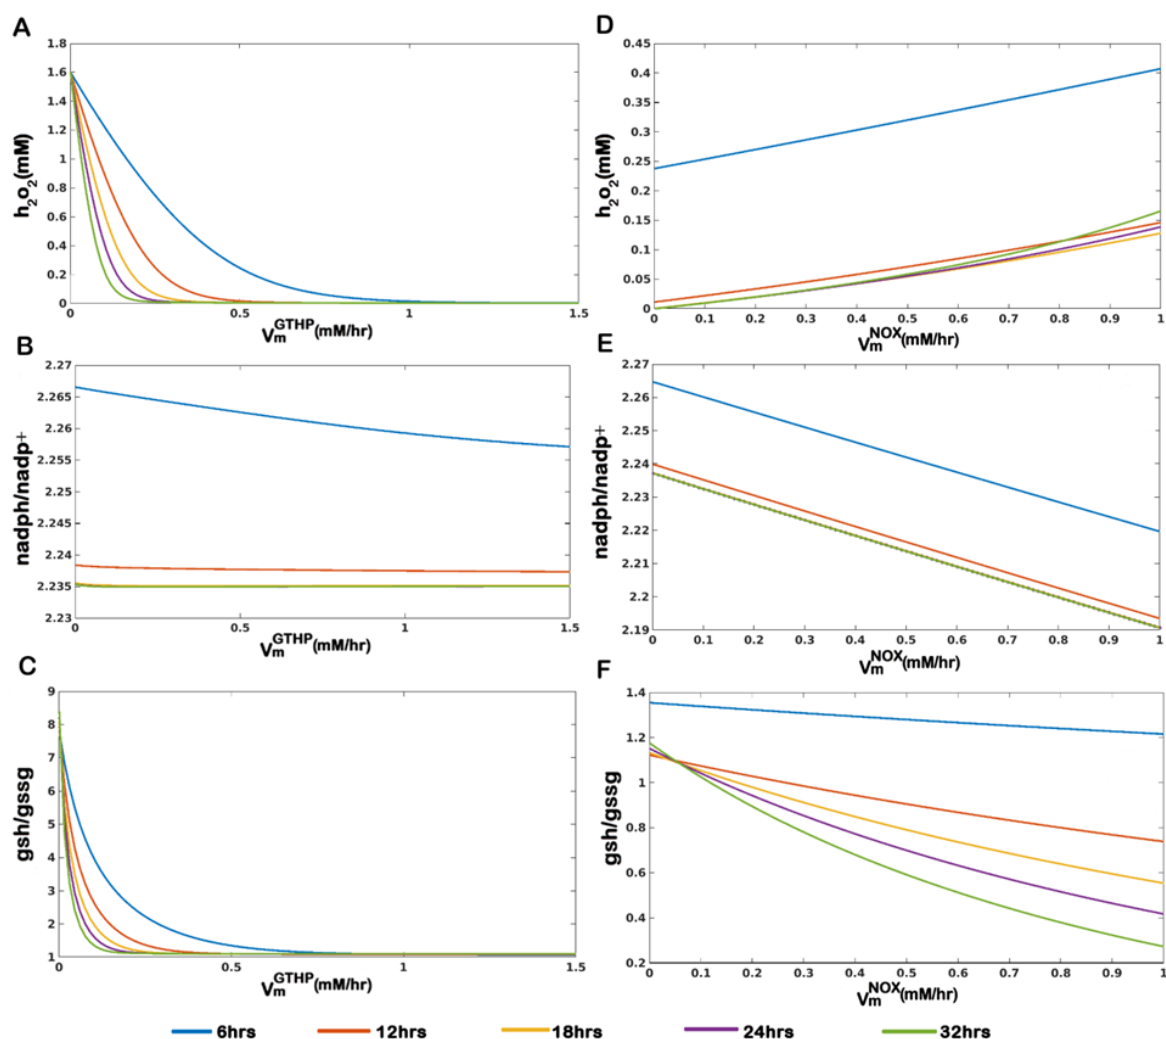 A
1.8
1.6
1.4
1.2
1
0.8
0.6
0.4
0.2
0
h2o2(mM)
0 0.5 1 1.5
VmGTHP(mM/hr)
D
0.45
0.4
0.35
0.3
0.25
0.2
0.15
0.1
0.05
0
h2o2(mM)
0 0.1 0.2 0.3 0.4 0.5 0.6 0.7 0.8 0.9 1
VmNOX(mM/hr)
B
2.27
2.265
2.26
2.255
2.25
2.245
2.24
2.235
2.23
nadph/nadp+
0 0.5 1 1.5
VmGTHP(mM/hr)
E
2.27
2.26
2.25
2.24
2.23
2.22
2.21
2.2
2.19
nadph/nadp+
0 0.1 0.2 0.3 0.4 0.5 0.6 0.7 0.8 0.9 1
VmNOX(mM/hr)
C
9
8
7
6
5
4
3
2
1
gsh/gssg
0 0.5 1 1.5
VmGTHP(mM/hr)
F
1.4
1.2
1
0.8
0.6
0.4
0.2
gsh/gssg
0 0.1 0.2 0.3 0.4 0.5 0.6 0.7 0.8 0.9 1
VmNOX(mM/hr)
6hrs 12hrs 18hrs 24hrs 32hrs